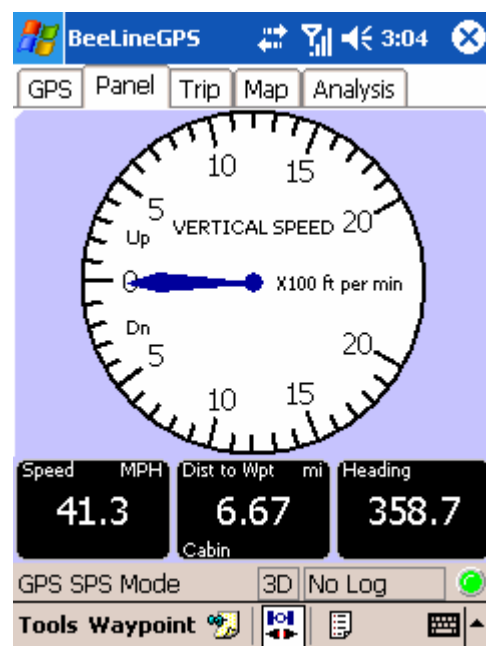 BeeLineGPS 3:04
GPS Panel Trip Map Analysis
10 15
5 20
Up VERTICAL SPEED
0 X100 ft per min
Dn
5 20
10 15
Speed MPH Dist to Wpt mi Heading
41.3 6.67 358.7
Cabin
GPS SPS Mode 3D No Log
Tools Waypoint